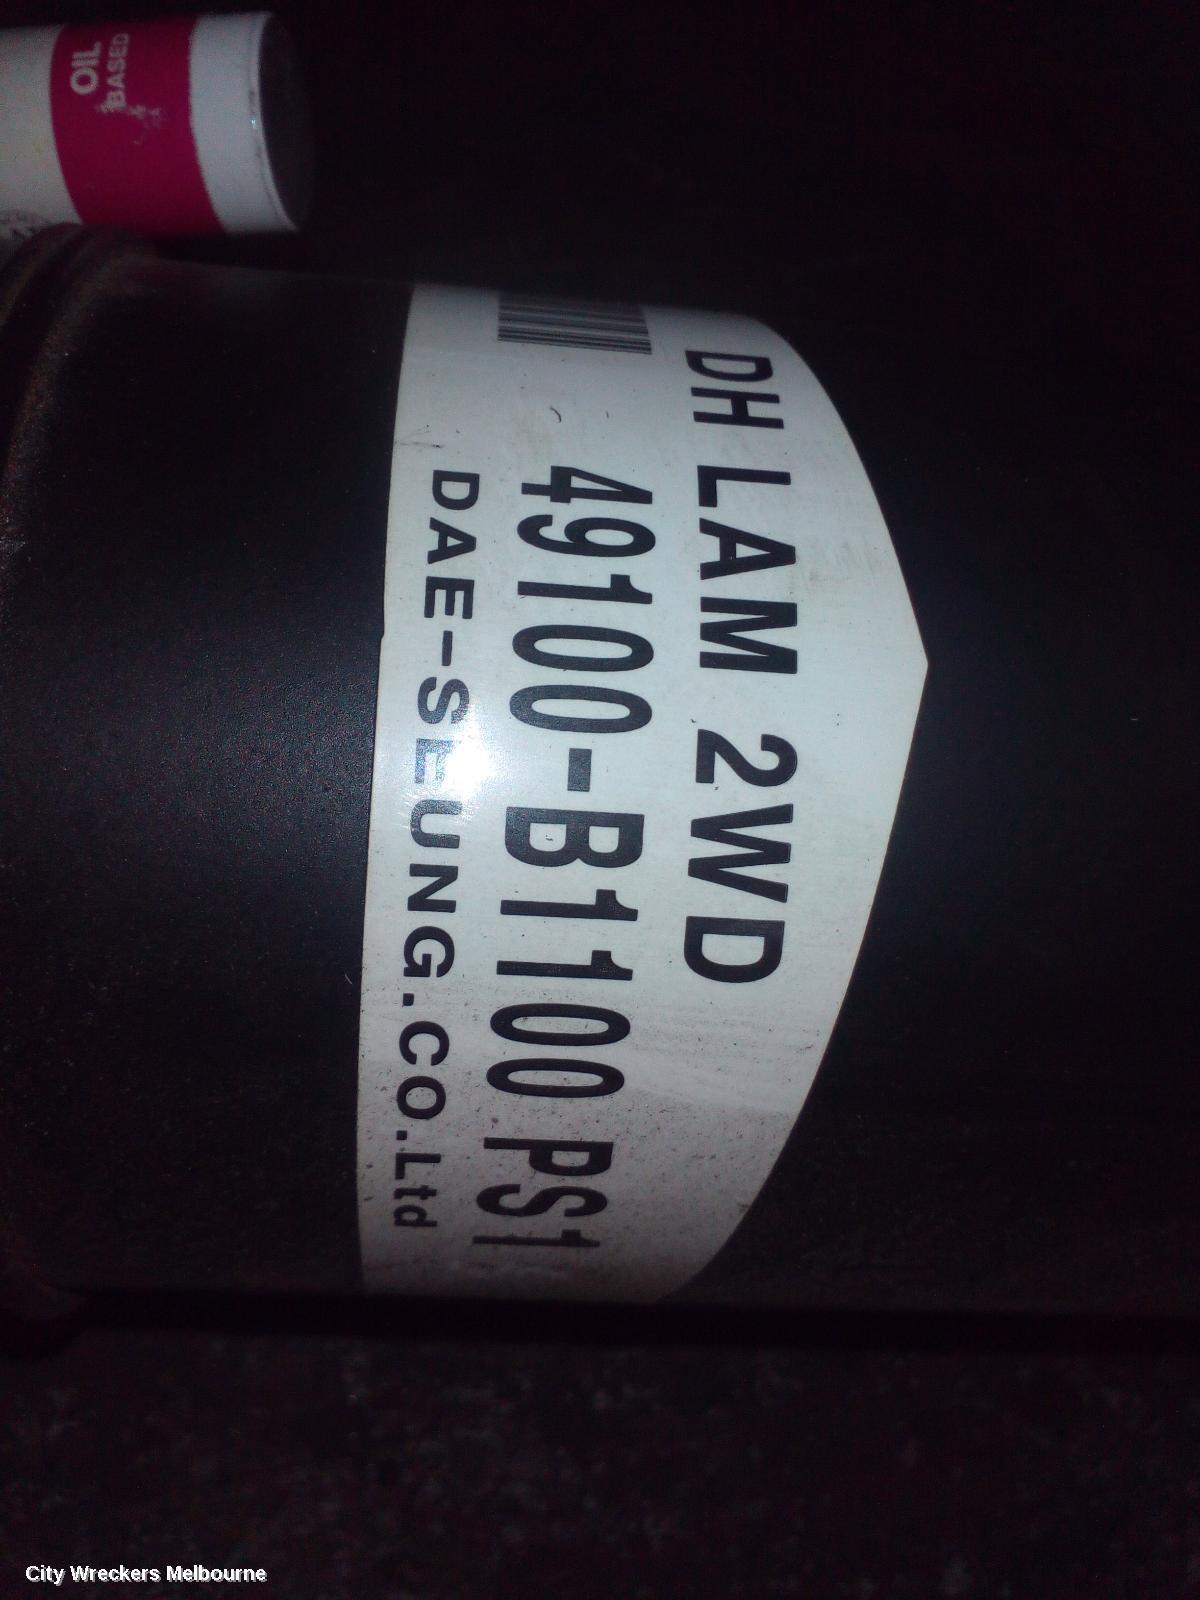 OIL
BASED
DH LAM 2WD
49100-B1100 PS1
DAE-SEUNG.CO.Ltd
City Wreckers Melbourne